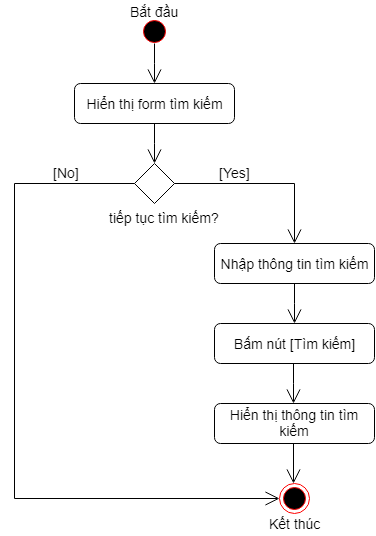 Bắt đầu
Hiển thị form tìm kiếm
[No]
[Yes]
tiếp tục tìm kiếm?
Nhập thông tin tìm kiếm
Bấm nút [Tìm kiếm]
Hiển thị thông tin tìm
kiếm
Kết thúc